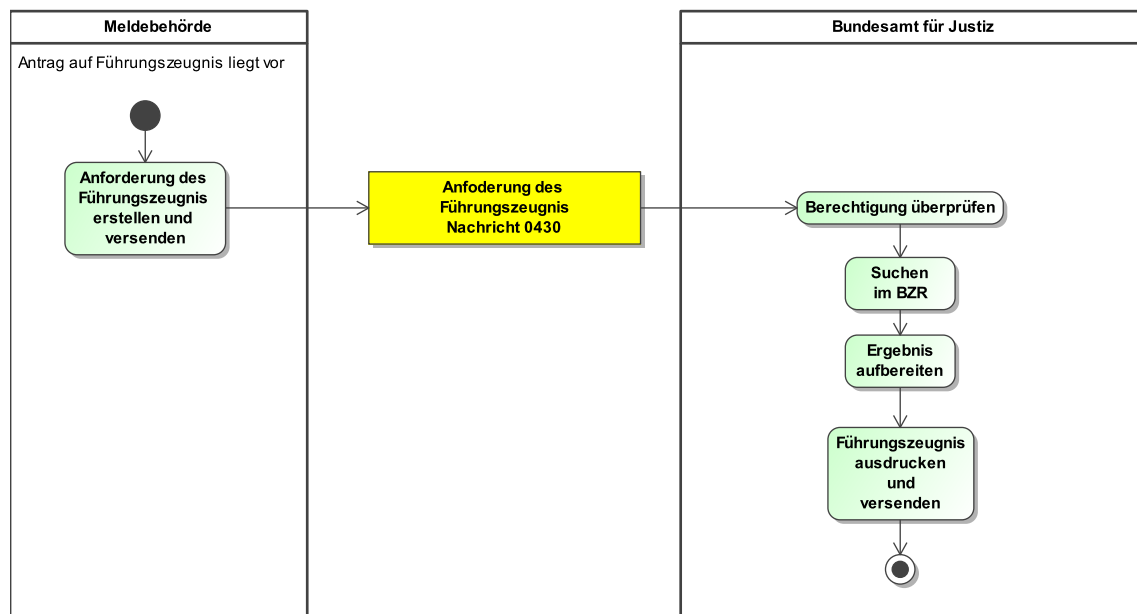 Meldebehörde
Antrag auf Führungszeugnis liegt vor
Anforderung des
Führungszeugnis
erstellen und
versenden
Anfoderung des
Führungszeugnis
Nachricht 0430
Bundesamt für Justiz
Berechtigung überprüfen
Suchen
im BZR
Ergebnis
aufbereiten
Führungszeugnis
ausdrucken
und
versenden